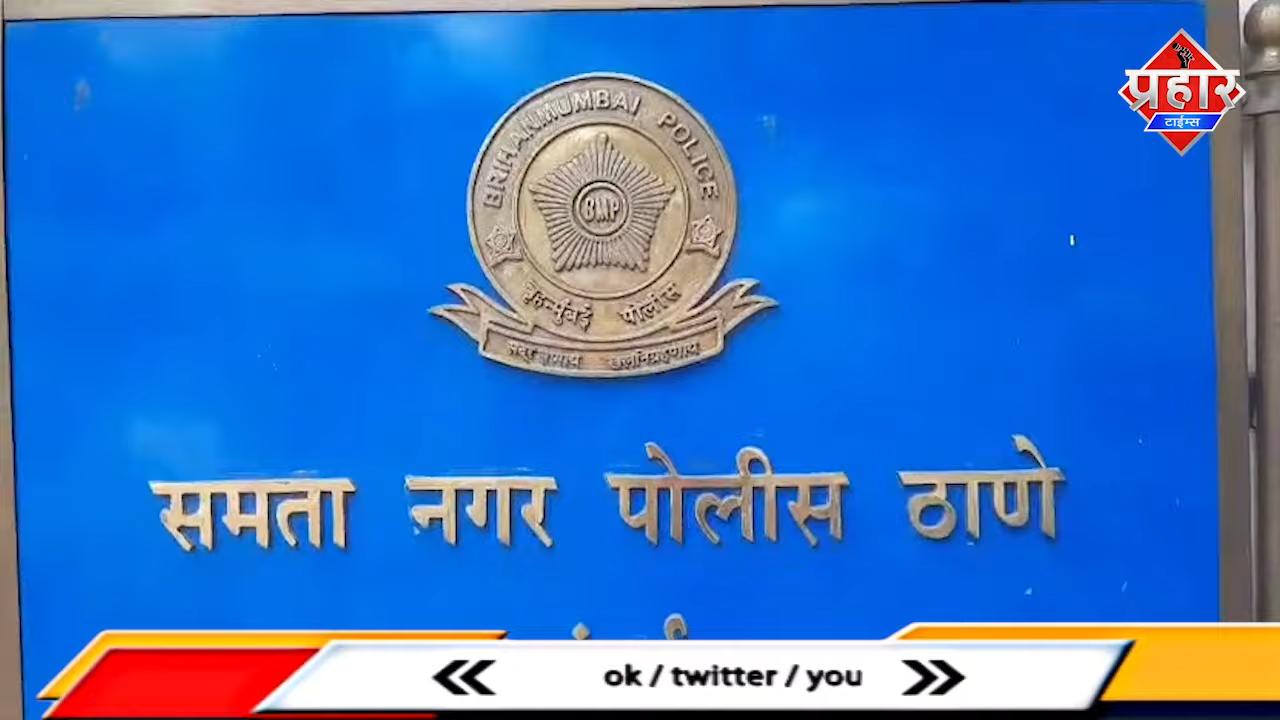 प्रहार
टाईम्स
BRIHANMUMBAI POLICE
BMP
बृहन्मुंबई पोलीस
समता नगर पोलीस ठाणे
ok / twitter / you